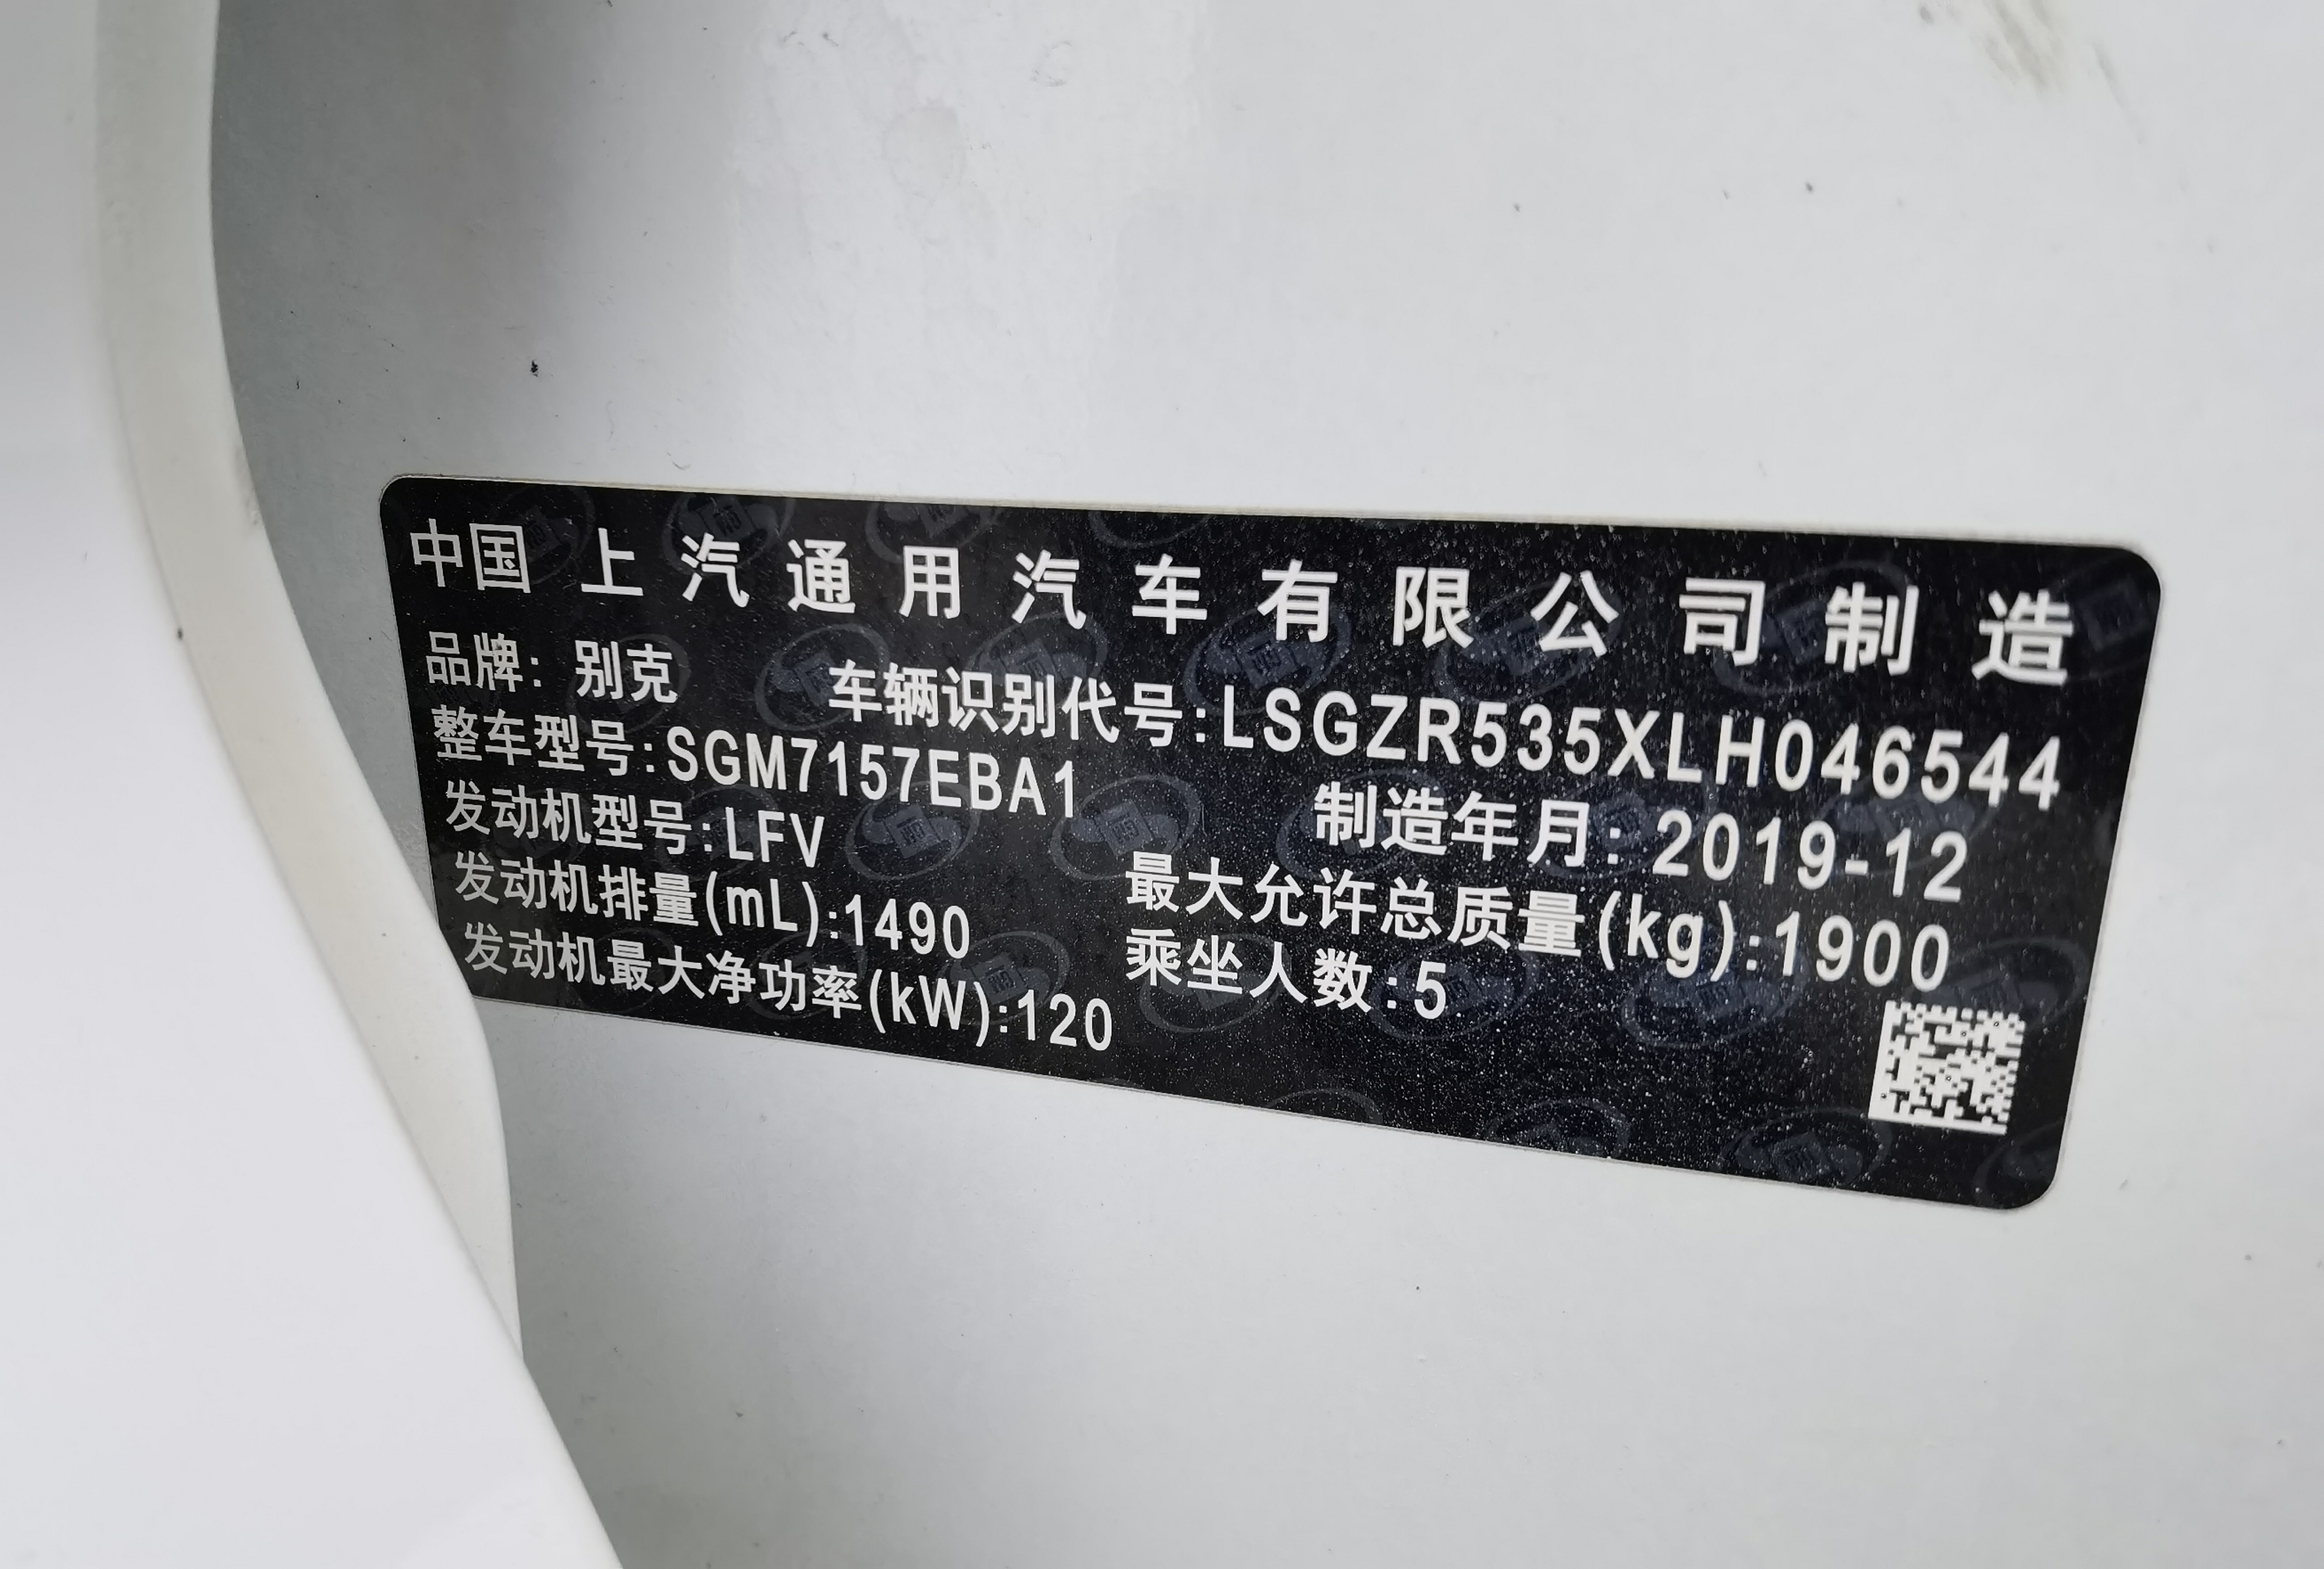 中国 上汽通用汽车有限公司制造
品牌: 别克 车辆识别代号:LSGZR535XLH046544
整车型号:SGM7157EBA1 制造年月: 2019-12
发动机型号:LFV 最大允许总质量(kg):1900
发动机排量(mL):1490 乘坐人数:5
发动机最大净功率(kW):120